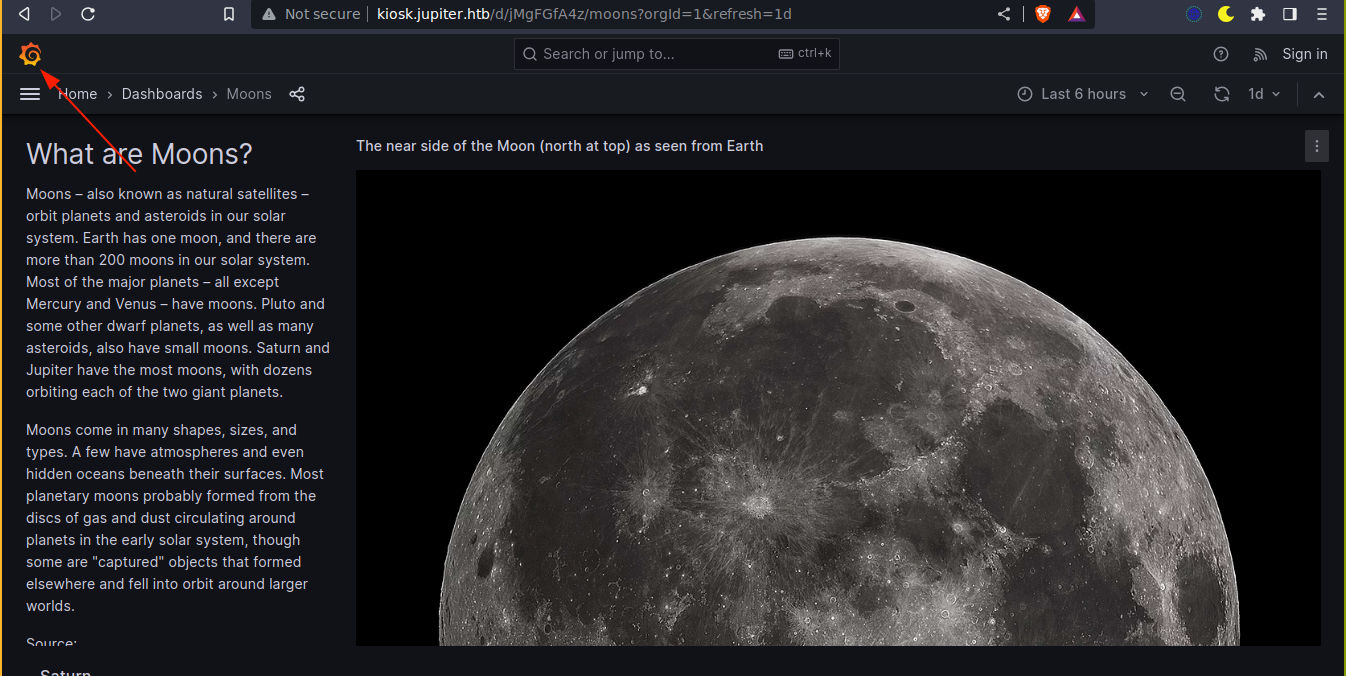 Not secure kiosk.jupiter.htb/d/jMgFGfA4z/moons?orgId=1&refresh=1d
Search or jump to... ctrl+k Sign in
Home › Dashboards › Moons Last 6 hours 1d
What are Moons?
Moons – also known as natural satellites –
orbit planets and asteroids in our solar
system. Earth has one moon, and there are
more than 200 moons in our solar system.
Most of the major planets – all except
Mercury and Venus – have moons. Pluto and
some other dwarf planets, as well as many
asteroids, also have small moons. Saturn and
Jupiter have the most moons, with dozens
orbiting each of the two giant planets.
Moons come in many shapes, sizes, and
types. A few have atmospheres and even
hidden oceans beneath their surfaces. Most
planetary moons probably formed from the
discs of gas and dust circulating around
planets in the early solar system, though
some are "captured" objects that formed
elsewhere and fell into orbit around larger
worlds.
Source:
Saturn
The near side of the Moon (north at top) as seen from Earth